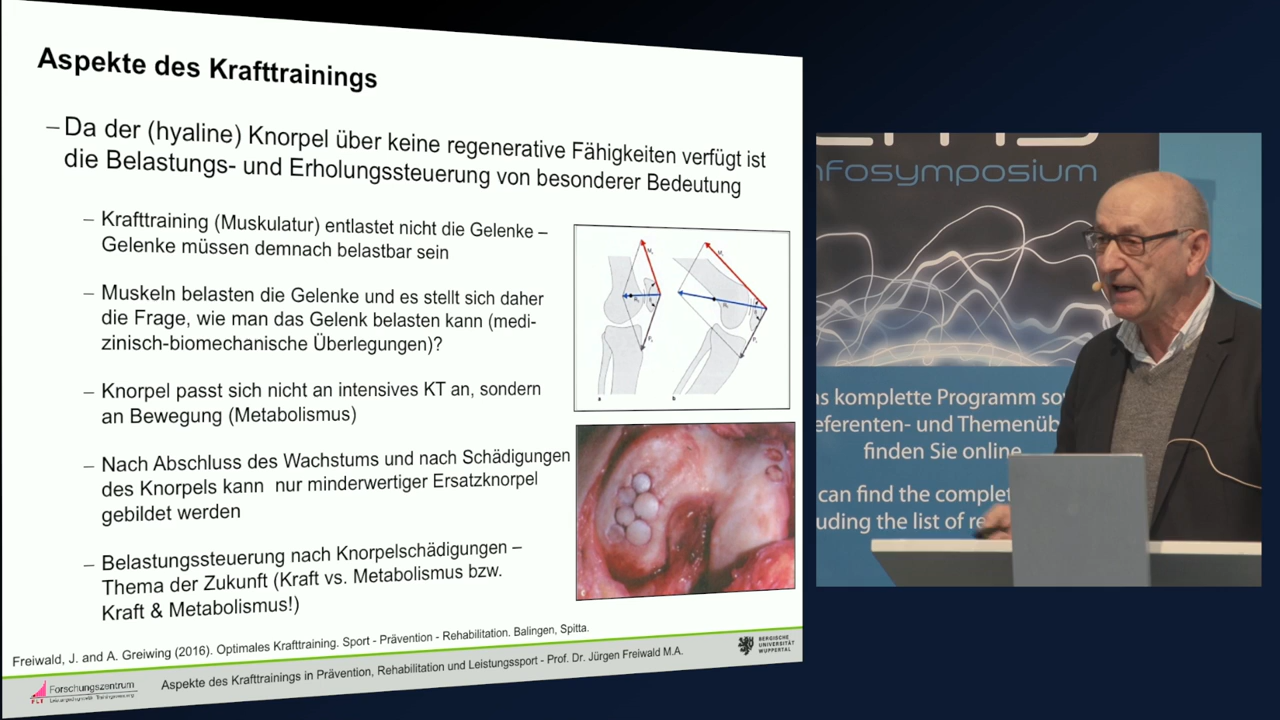 Aspekte des Krafttrainings
– Da der (hyaline) Knorpel über keine regenerative Fähigkeiten verfügt ist
die Belastungs- und Erholungssteuerung von besonderer Bedeutung
– Krafttraining (Muskulatur) entlastet nicht die Gelenke –
Gelenke müssen demnach belastbar sein
– Muskeln belasten die Gelenke und es stellt sich daher
die Frage, wie man das Gelenk belasten kann (medi-
zinisch-biomechanische Überlegungen)?
– Knorpel passt sich nicht an intensives KT an, sondern
an Bewegung (Metabolismus)
– Nach Abschluss des Wachstums und nach Schädigungen
des Knorpels kann nur minderwertiger Ersatzknorpel
gebildet werden
– Belastungssteuerung nach Knorpelschädigungen –
Thema der Zukunft (Kraft vs. Metabolismus bzw.
Kraft & Metabolismus!)
a b
c
Freiwald, J. and A. Greiwing (2016). Optimales Krafttraining. Sport - Prävention - Rehabilitation. Balingen, Spitta.
BERGISCHE
UNIVERSITÄT
WUPPERTAL
FLT
Forschungszentrum
Aspekte des Krafttrainings in Prävention, Rehabilitation und Leistungssport - Prof. Dr. Jürgen Freiwald M.A.
nfosymposium
as komplette Programm so
eferenten- und Themenüb
finden Sie online
can find the complet
uding the list of re